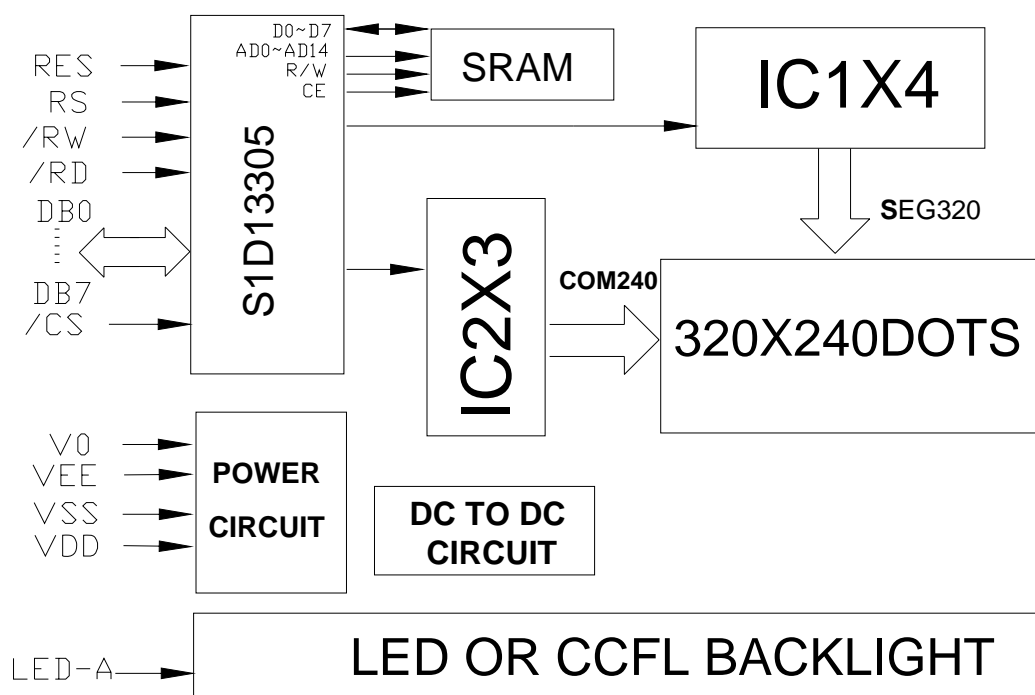 RES
RS
/RW
/RD
DB0
DB7
/CS
S1D13305
D0~D7
AD0~AD14
R/W
CE
SRAM
IC1X4
SEG320
IC2X3
COM240
320X240DOTS
V0
VEE
VSS
VDD
POWER
CIRCUIT
DC TO DC
CIRCUIT
LED-A
LED OR CCFL BACKLIGHT